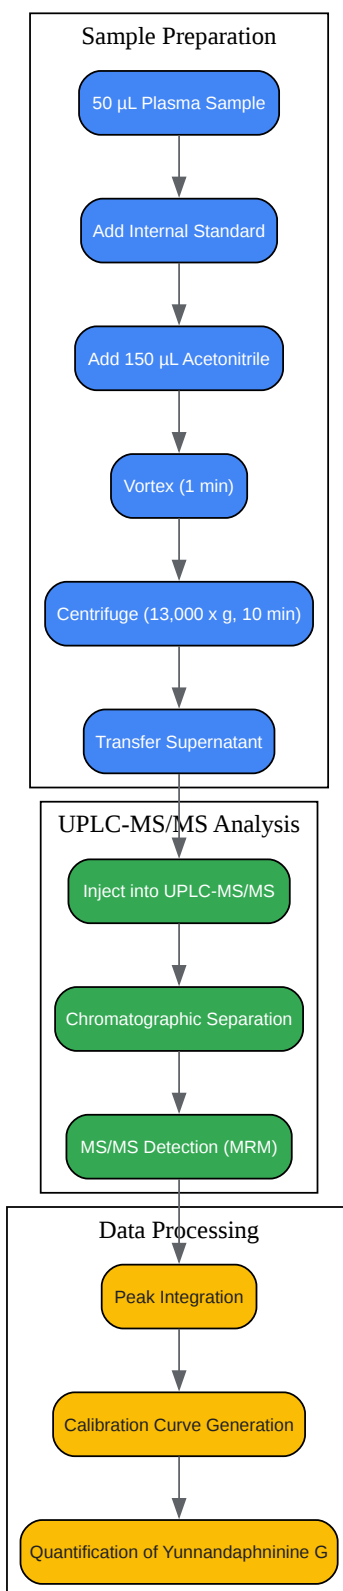 Sample Preparation
50 µL Plasma Sample
Add Internal Standard
Add 150 µL Acetonitrile
Vortex (1 min)
Centrifuge (13,000 x g, 10 min)
Transfer Supernatant
UPLC-MS/MS Analysis
Inject into UPLC-MS/MS
Chromatographic Separation
MS/MS Detection (MRM)
Data Processing
Peak Integration
Calibration Curve Generation
Quantification of Yunnandaphninine G